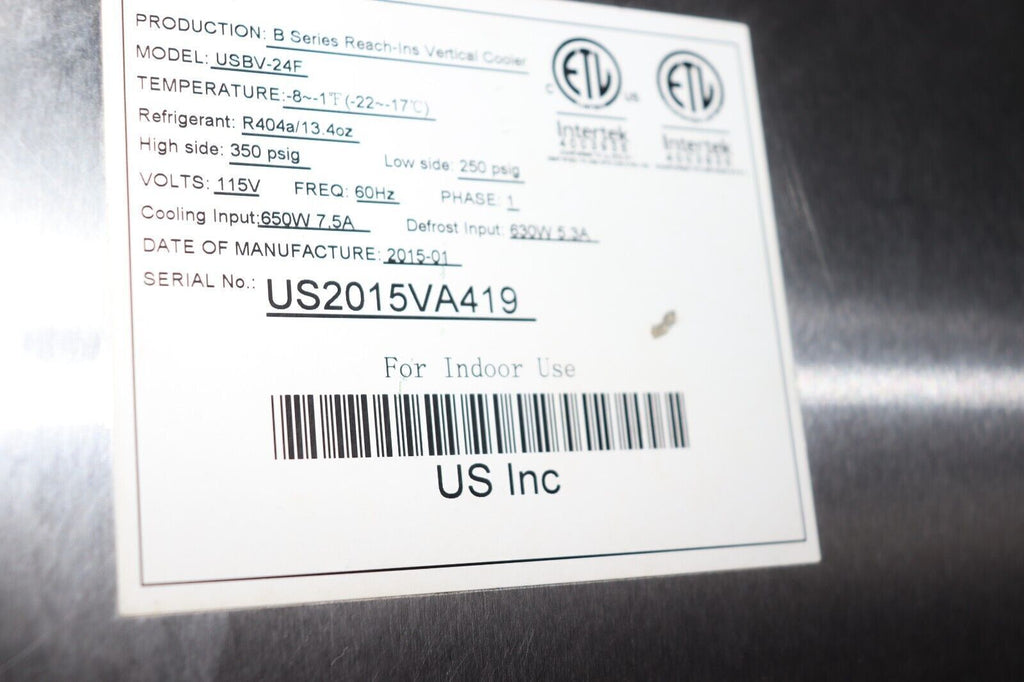 PRODUCTION: B Series Reach-Ins Vertical Cooler
MODEL: USBV-24F
TEMPERATURE: -8~-1℉(-22~-17℃)
Refrigerant: R404a/13.4oz
High side: 350 psig Low side: 250 psig
VOLTS: 115V FREQ: 60Hz PHASE: 1
Cooling Input:650W 7.5A Defrost Input: 630W 5.3A
DATE OF MANUFACTURE: 2015-01
SERIAL No.: US2015VA419
For Indoor Use
US Inc
C ETL US
Intertek
ETL
Intertek